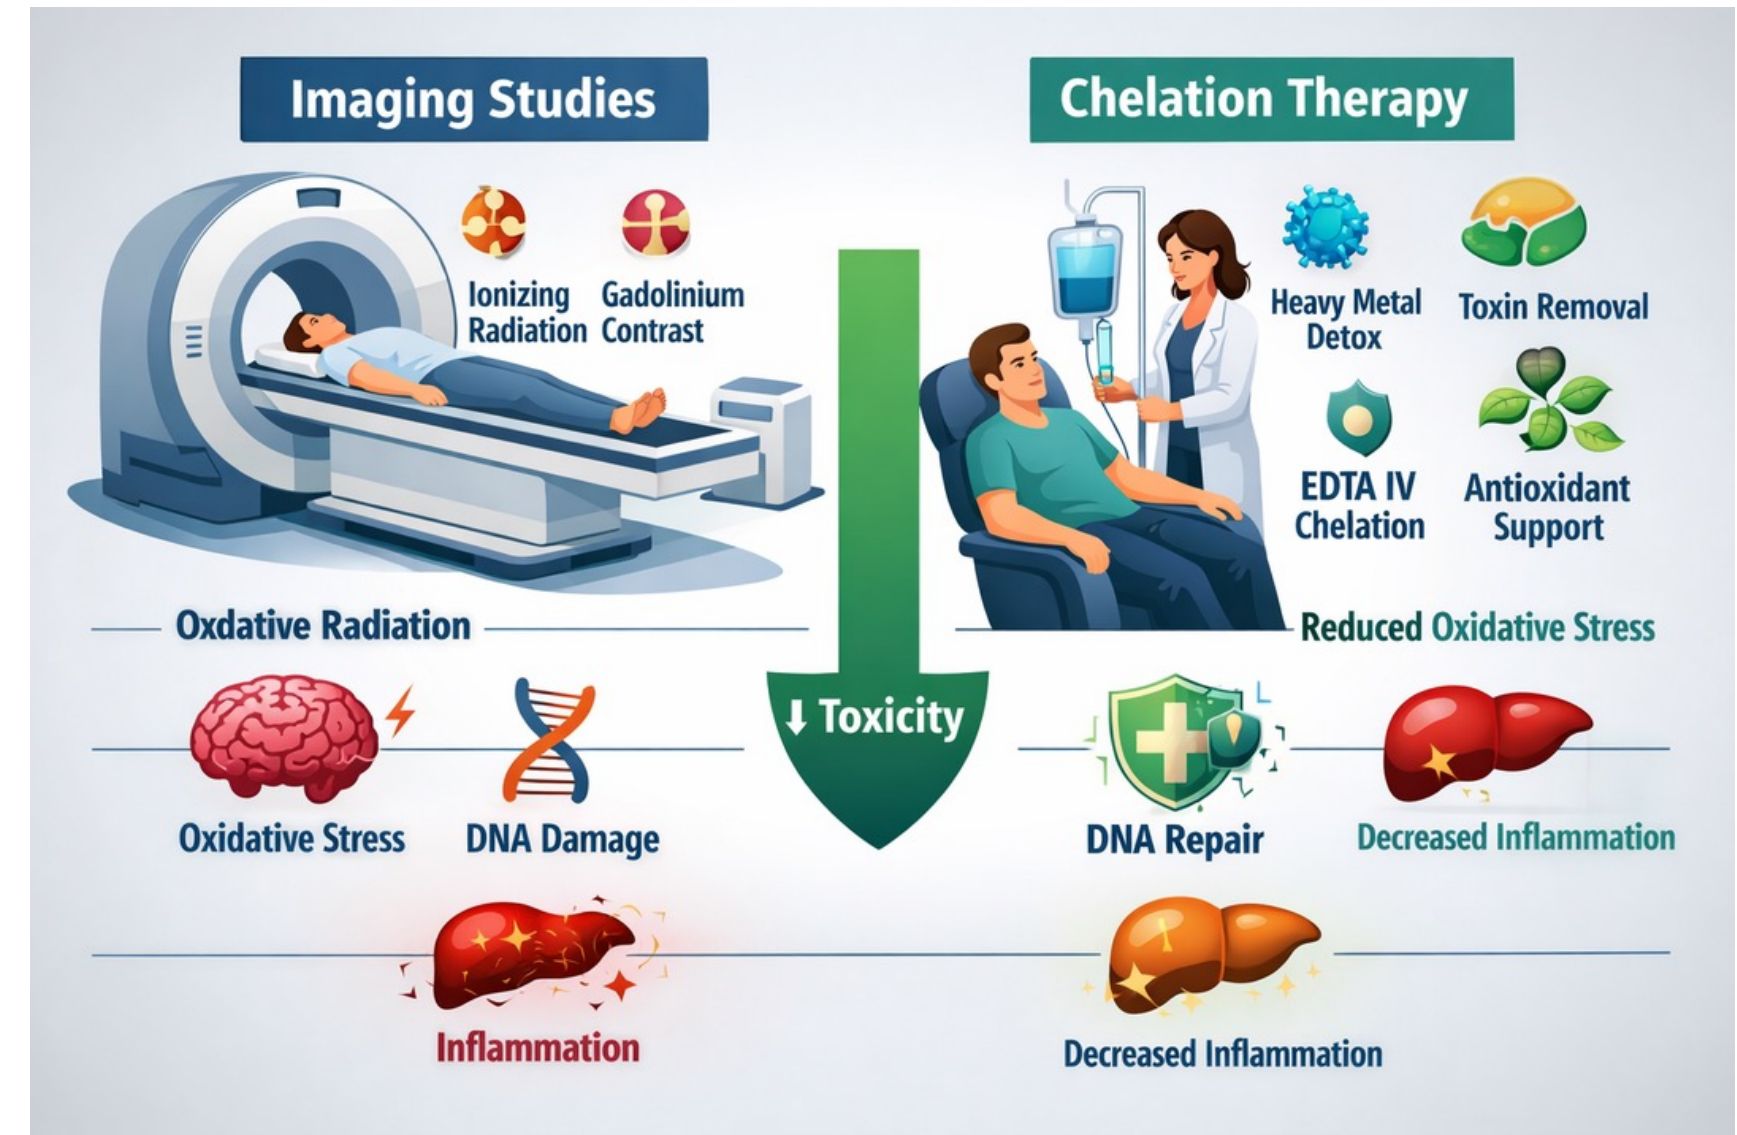 Imaging Studies
Chelation Therapy
Ionizing
Radiation
Gadolinium
Contrast
Heavy Metal
Detox
Toxin Removal
EDTA IV
Chelation
Antioxidant
Support
Oxdative Radiation
Reduced Oxidative Stress
⬇ Toxicity
Oxidative Stress
DNA Damage
DNA Repair
Decreased Inflammation
Inflammation
Decreased Inflammation